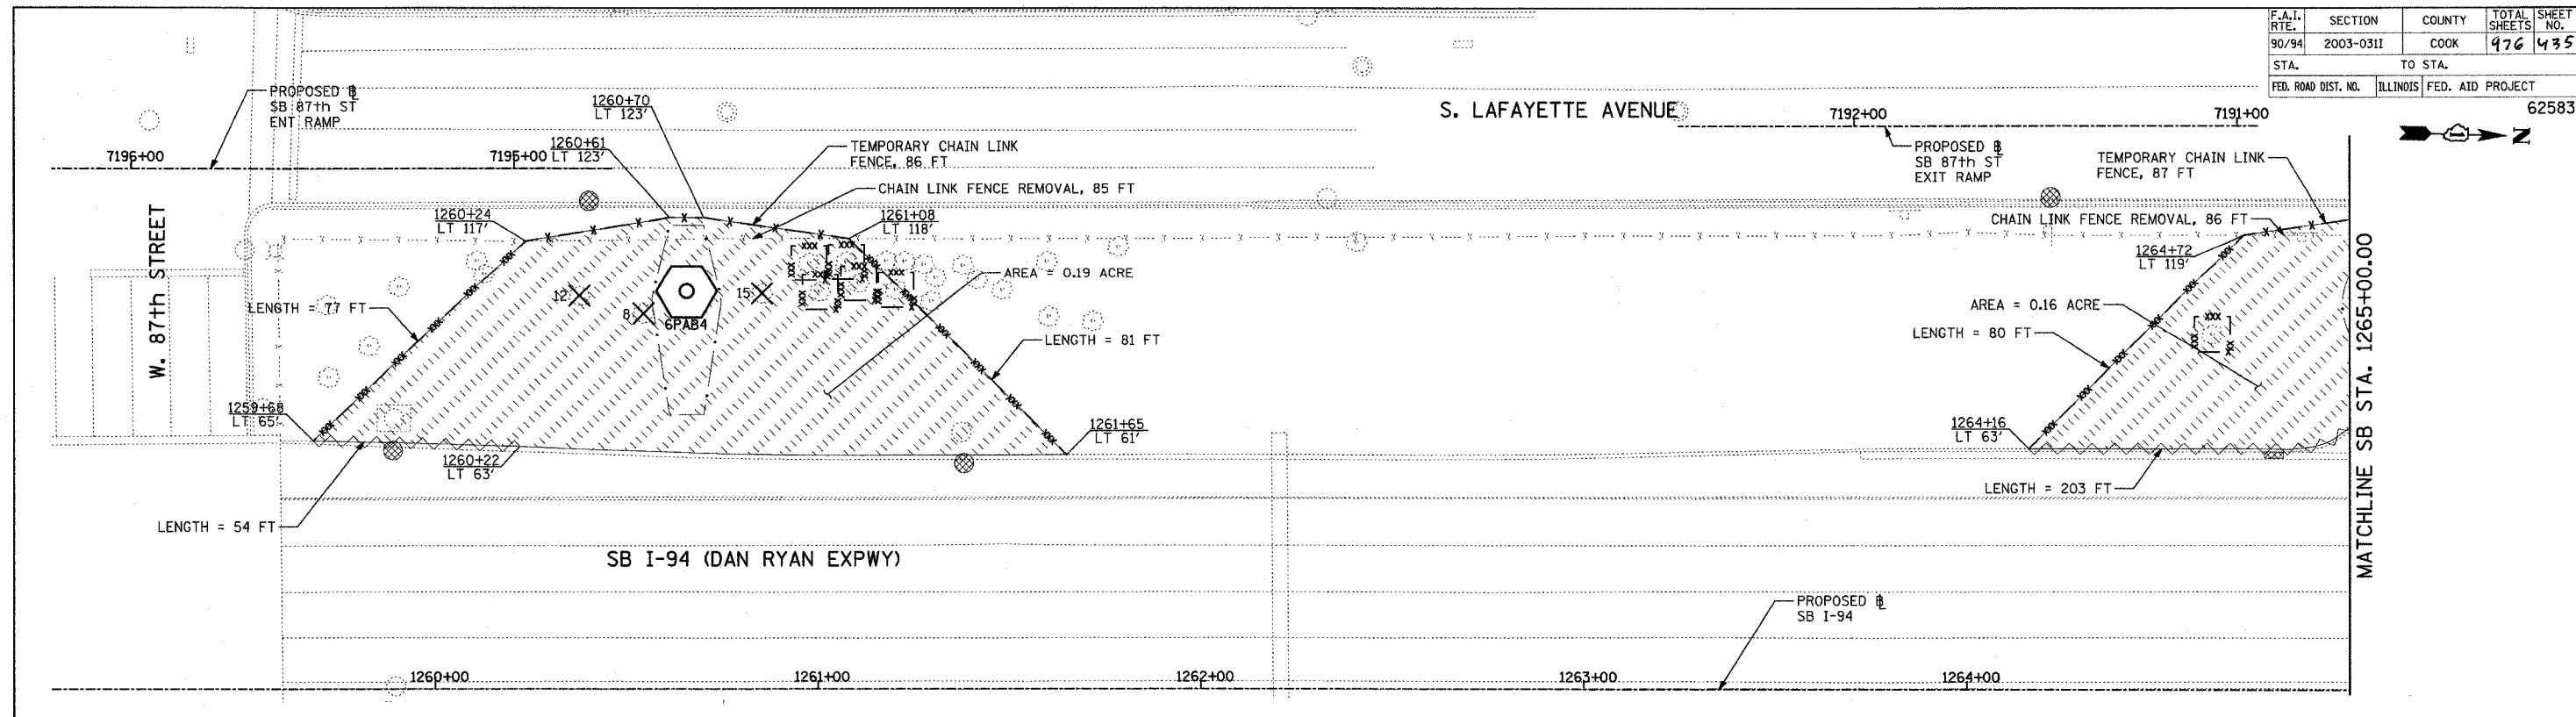 F.A.I. RTE. SECTION COUNTY TOTAL SHEETS SHEET NO.
90/94 2003-031I COOK 976 435
STA. TO STA.
FED. ROAD DIST. NO. ILLINOIS FED. AID PROJECT
62583
N
S. LAFAYETTE AVENUE
7192+00
7191+00
PROPOSED ℄
SB 87th ST
ENT RAMP
7196+00
7195+00
1260+70
LT 123'
1260+61
LT 123'
TEMPORARY CHAIN LINK
FENCE, 86 FT
CHAIN LINK FENCE REMOVAL, 85 FT
1260+24
LT 117'
1261+08
LT 118'
PROPOSED ℄
SB 87th ST
EXIT RAMP
TEMPORARY CHAIN LINK
FENCE, 87 FT
CHAIN LINK FENCE REMOVAL, 86 FT
1264+72
LT 119'
W. 87th STREET
LENGTH = 77 FT
12
8
15
6PAB4
AREA = 0.19 ACRE
LENGTH = 81 FT
AREA = 0.16 ACRE
LENGTH = 80 FT
1259+68
LT 65'
1260+22
LT 63'
1261+65
LT 61'
1264+16
LT 63'
LENGTH = 54 FT
LENGTH = 203 FT
MATCHLINE SB STA. 1265+00.00
SB I-94 (DAN RYAN EXPWY)
PROPOSED ℄
SB I-94
1260+00
1261+00
1262+00
1263+00
1264+00